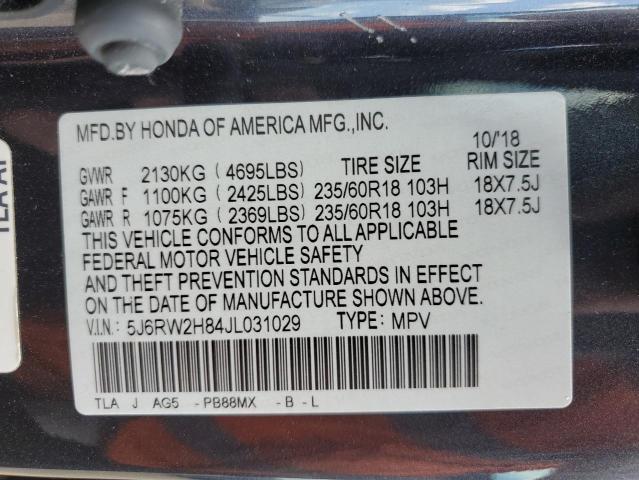 MFD.BY HONDA OF AMERICA MFG.,INC. 10/'18
GVWR 2130KG ( 4695LBS) TIRE SIZE RIM SIZE
GAWR F 1100KG ( 2425LBS) 235/60R18 103H 18X7.5J
GAWR R 1075KG ( 2369LBS) 235/60R18 103H 18X7.5J
THIS VEHICLE CONFORMS TO ALL APPLICABLE
FEDERAL MOTOR VEHICLE SAFETY
AND THEFT PREVENTION STANDARDS IN EFFECT
ON THE DATE OF MANUFACTURE SHOWN ABOVE.
V.I.N.: 5J6RW2H84JL031029 TYPE: MPV
TLA J AG5 -PB88MX -B -L